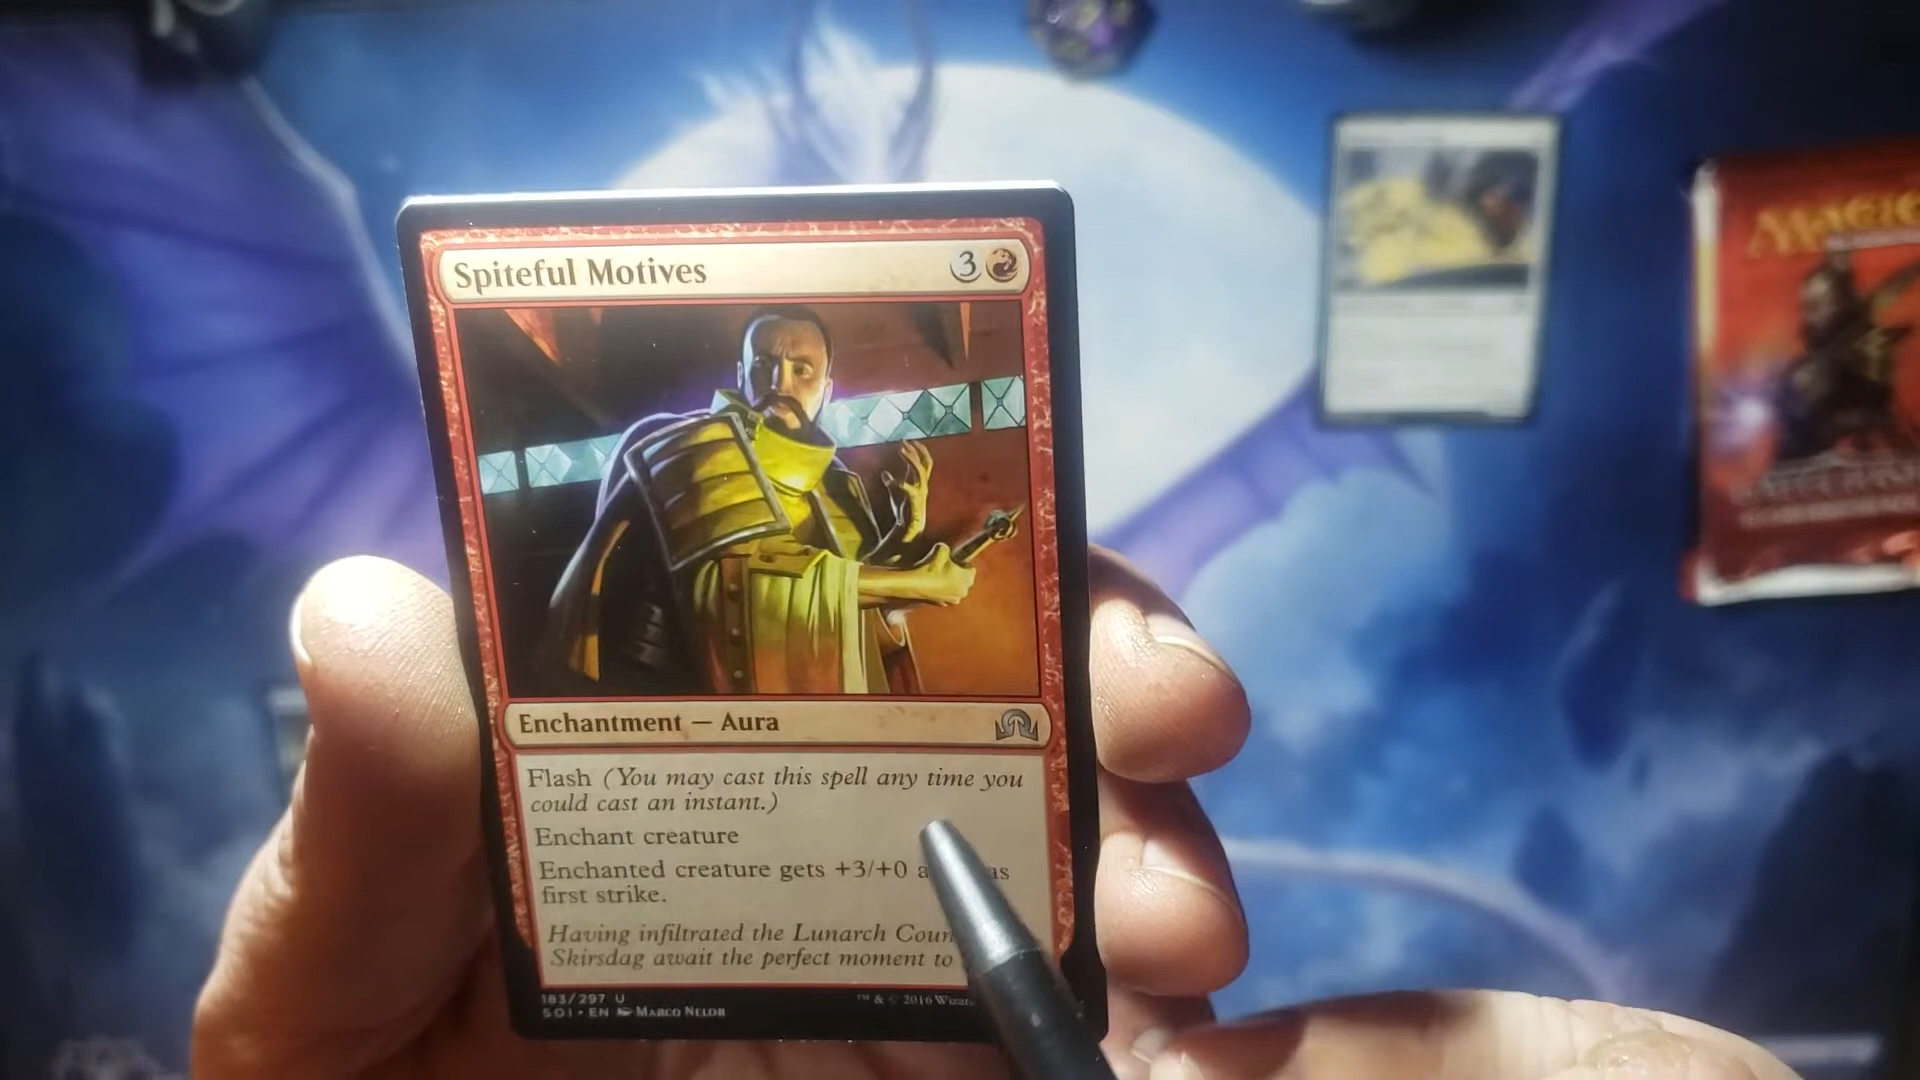 Spiteful Motives 3
MAGIC
Enchantment — Aura
Flash (You may cast this spell any time you
could cast an instant.)
Enchant creature
Enchanted creature gets +3/+0
first strike.
Having infiltrated the Lunarch
Skirsdag await the perfect moment to
183/297 U
SOI • EN Marco Nelor
™ & © 2016